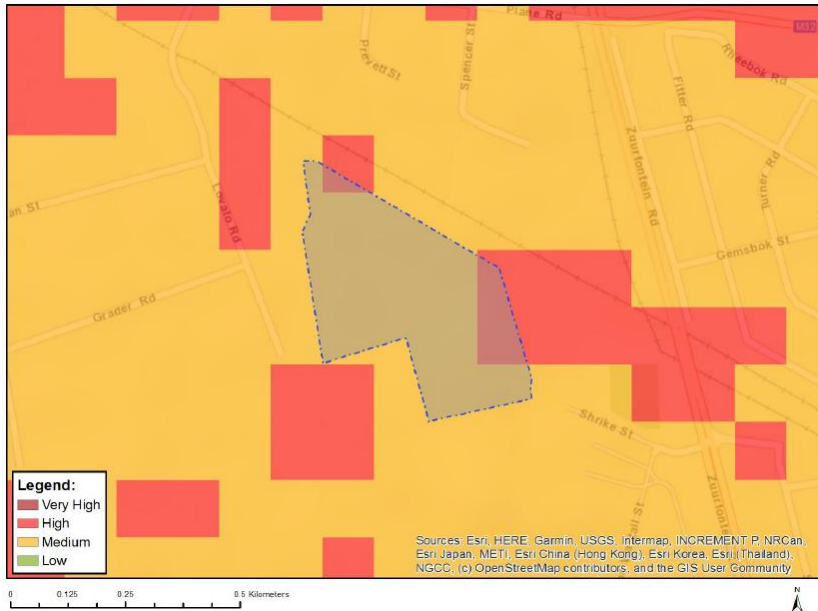 Plane Rd
M32
Rheebok Rd
Prevett St
Spencer St
Fitter Rd
Zuurfontein Rd
Turner Rd
an St
Lovato Rd
Gemsbok St
Grader Rd
Shrike St
Zuurfontein
ail St
Legend:
Very High
High
Medium
Low
Sources: Esri, HERE, Garmin, USGS, Intermap, INCREMENT P, NRCan,
Esri Japan, METI, Esri China (Hong Kong), Esri Korea, Esri (Thailand),
NGCC, (c) OpenStreetMap contributors, and the GIS User Community
0 0.125 0.25 0.5 Kilometers
N